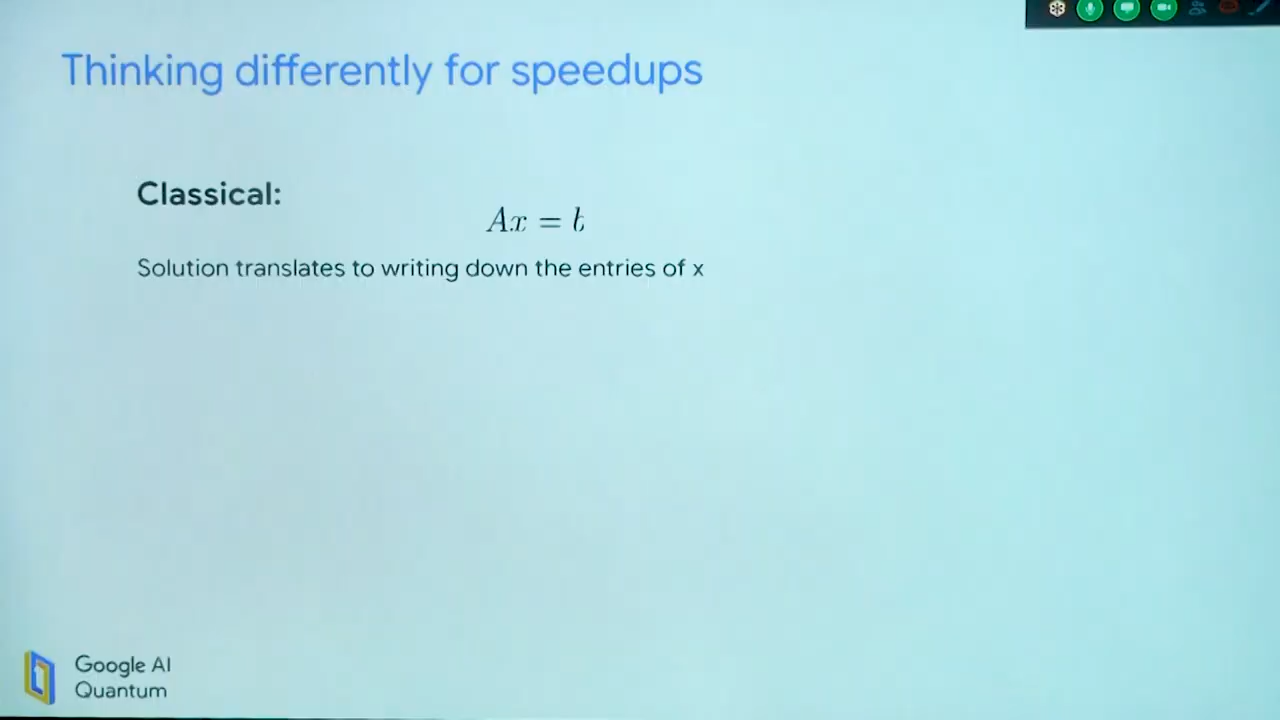 Thinking differently for speedups
Classical:
Ax = t
Solution translates to writing down the entries of x
Google AI
Quantum